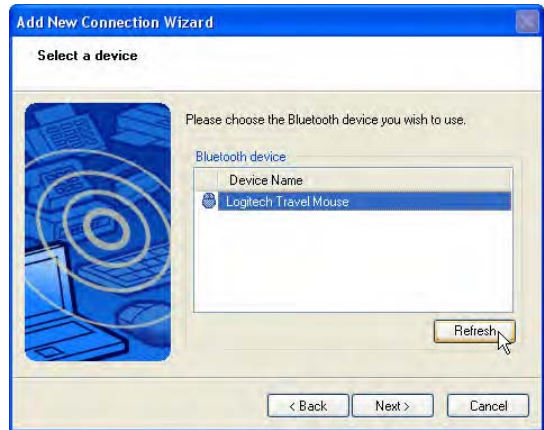 Add New Connection Wizard
Select a device
Please choose the Bluetooth device you wish to use.
Bluetooth device
Device Name
Logitech Travel Mouse
Refresh
< Back Next > Cancel